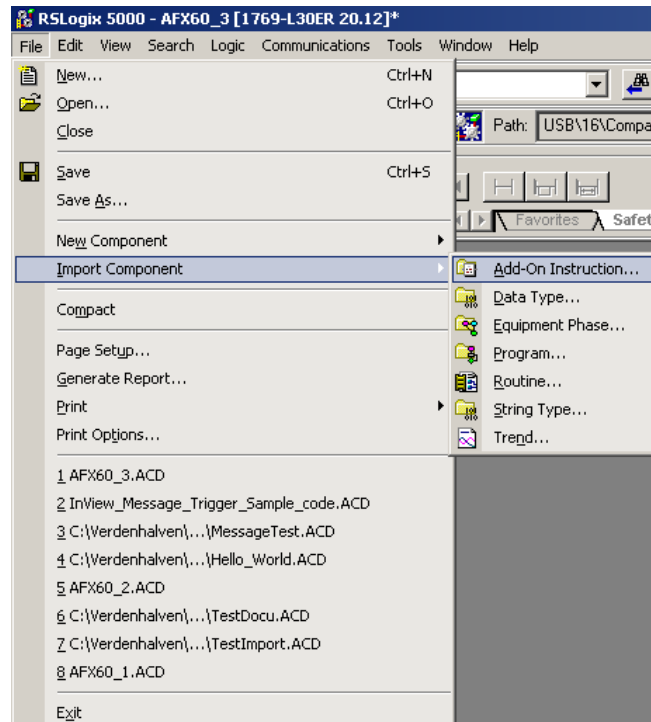 RSLogix 5000 - AFX60_3 [1769-L30ER 20.12]*
File Edit View Search Logic Communications Tools Window Help
New... Ctrl+N
Open... Ctrl+O
Close
Save Ctrl+S
Save As...
New Component
Import Component
Compact
Page Setup...
Generate Report...
Print
Print Options...
1 AFX60_3.ACD
2 InView_Message_Trigger_Sample_code.ACD
3 C:\Verdenhalven\...\MessageTest.ACD
4 C:\Verdenhalven\...\Hello_World.ACD
5 AFX60_2.ACD
6 C:\Verdenhalven\...\TestDocu.ACD
7 C:\Verdenhalven\...\TestImport.ACD
8 AFX60_1.ACD
Exit
Path: USB\16\Compa
Favorites Safet
Add-On Instruction...
Data Type...
Equipment Phase...
Program...
Routine...
String Type...
Trend...